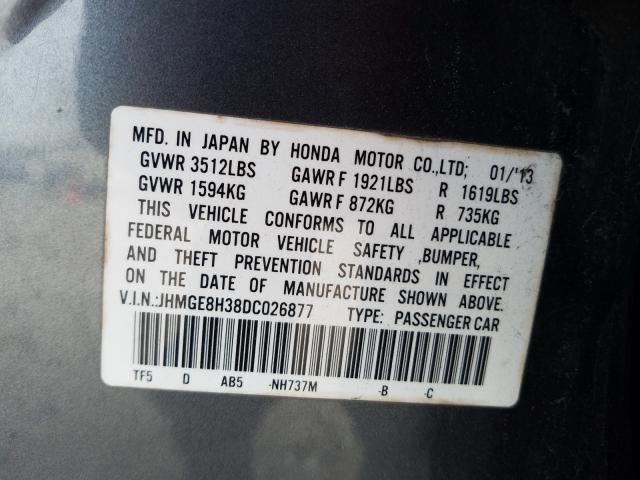 MFD. IN JAPAN BY HONDA MOTOR CO.,LTD; 01/'13
GVWR 3512LBS GAWR F 1921LBS R 1619LBS
GVWR 1594KG GAWR F 872KG R 735KG
THIS VEHICLE CONFORMS TO ALL APPLICABLE
FEDERAL MOTOR VEHICLE SAFETY ,BUMPER,
AND THEFT PREVENTION STANDARDS IN EFFECT
ON THE DATE OF MANUFACTURE SHOWN ABOVE.
V.I.N.:JHMGE8H38DC026877 TYPE: PASSENGER CAR
TF5 D AB5 -NH737M -B -C